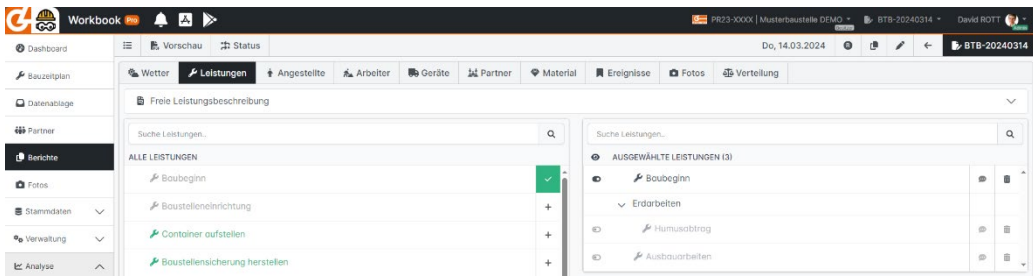 Workbook Pro PR23-XXXX | Musterbaustelle DEMO BTB-20240314 David ROTT
Dashboard Vorschau Status Do, 14.03.2024 BTB-20240314
Bauzeitplan Wetter Leistungen Angestellte Arbeiter Geräte Partner Material Ereignisse Fotos Verteilung
Datenablage Freie Leistungsbeschreibung
Partner Suche Leistungen... Suche Leistungen...
Berichte ALLE LEISTUNGEN AUSGEWÄHLTE LEISTUNGEN (3)
Fotos Baubeginn Baubeginn
Stammdaten Baustelleneinrichtung Erdarbeiten
Verwaltung Container aufstellen Humusabtrag
Analyse Baustellensicherung herstellen Ausbauarbeiten